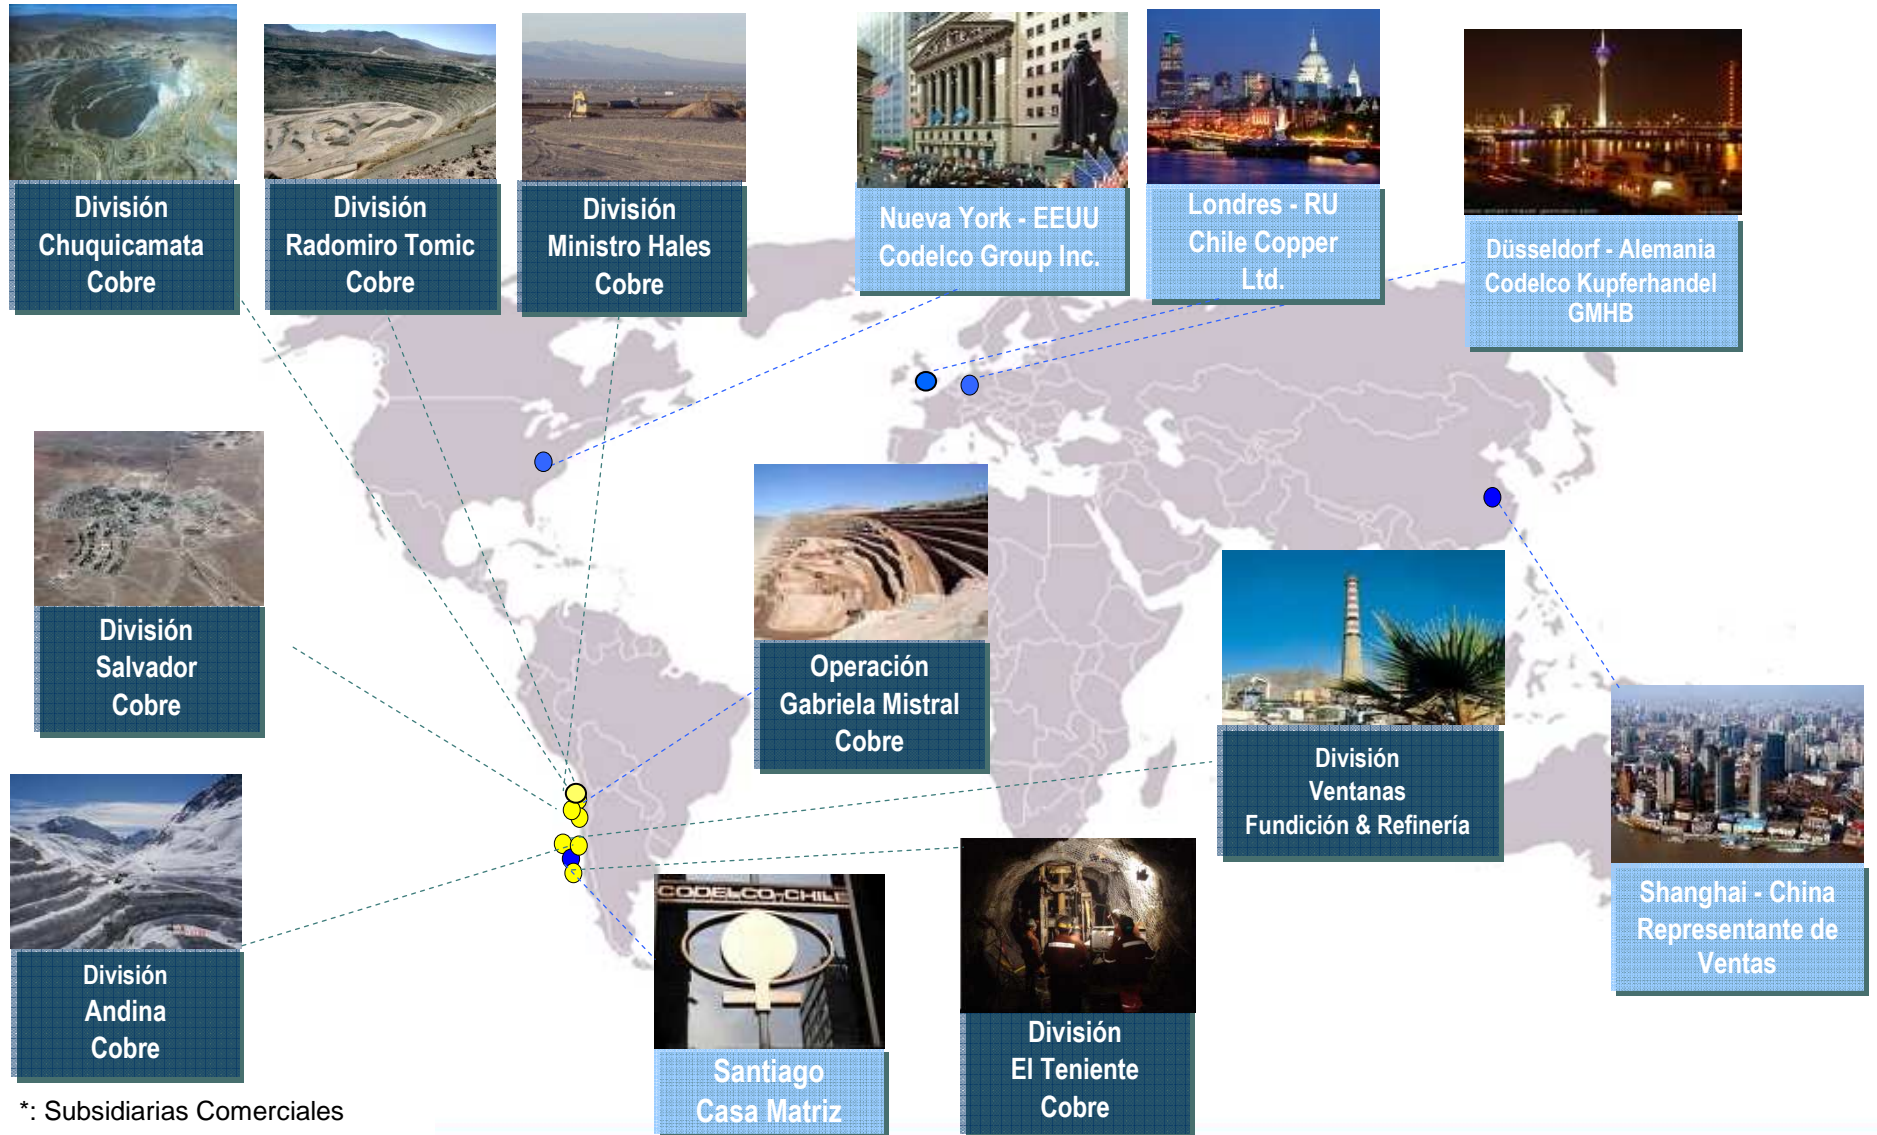 División
Chuquicamata
Cobre
División
Radomiro Tomic
Cobre
División
Ministro Hales
Cobre
Nueva York - EEUU
Codelco Group Inc.
Londres - RU
Chile Copper
Ltd.
Düsseldorf - Alemania
Codelco Kupferhandel
GMHB
División
Salvador
Cobre
Operación
Gabriela Mistral
Cobre
División
Ventanas
Fundición & Refinería
Shanghai - China
Representante de
Ventas
División
Andina
Cobre
CODELCO-CHILE
Santiago
Casa Matriz
División
El Teniente
Cobre
*: Subsidiarias Comerciales